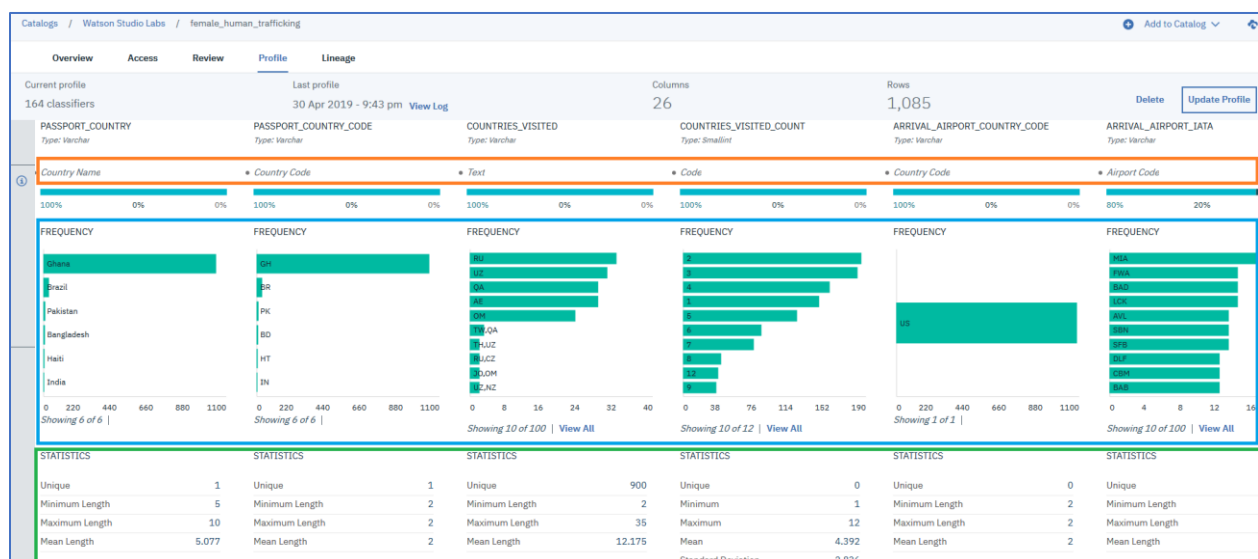 Catalogs / Watson Studio Labs / female_human_trafficking Add to Catalog
Overview Access Review Profile Lineage
Current profile Last profile Columns Rows
164 classifiers 30 Apr 2019 - 9:43 pm View Log 26 1,085 Delete Update Profile
PASSPORT_COUNTRY PASSPORT_COUNTRY_CODE COUNTRIES_VISITED COUNTRIES_VISITED_COUNT ARRIVAL_AIRPORT_COUNTRY_CODE ARRIVAL_AIRPORT_IATA
Type: Varchar Type: Varchar Type: Varchar Type: Smallint Type: Varchar Type: Varchar
Country Name Country Code Text Code Country Code Airport Code
100% 0% 0% 100% 0% 0% 100% 0% 0% 100% 0% 0% 100% 0% 0% 80% 20%
FREQUENCY FREQUENCY FREQUENCY FREQUENCY FREQUENCY FREQUENCY
Ghana GH RU 2 US MIA
Brazil BR UZ 3 FWA
Pakistan PK QA 4 BAD
Bangladesh BD AE 1 LCK
Haiti HT OM 5 AVL
India IN TW,QA 6 SBN
TH,UZ 7 SFB
RU,CZ 8 DLF
JO,OM 12 CBM
UZ,NZ 9 BAB
0 220 440 660 880 1100 0 220 440 660 880 1100 0 8 16 24 32 40 0 38 76 114 152 190 0 220 440 660 880 1100 0 4 8 12 16
Showing 6 of 6 | Showing 6 of 6 | Showing 10 of 100 | View All Showing 10 of 12 | View All Showing 1 of 1 | Showing 10 of 100 | View All
STATISTICS STATISTICS STATISTICS STATISTICS STATISTICS STATISTICS
Unique 1 Unique 1 Unique 900 Unique 0 Unique 0 Unique
Minimum Length 5 Minimum Length 2 Minimum Length 2 Minimum 1 Minimum Length 2 Minimum Length
Maximum Length 10 Maximum Length 2 Maximum Length 35 Maximum 12 Maximum Length 2 Maximum Length
Mean Length 5.077 Mean Length 2 Mean Length 12.175 Mean 4.392 Mean Length 2 Mean Length